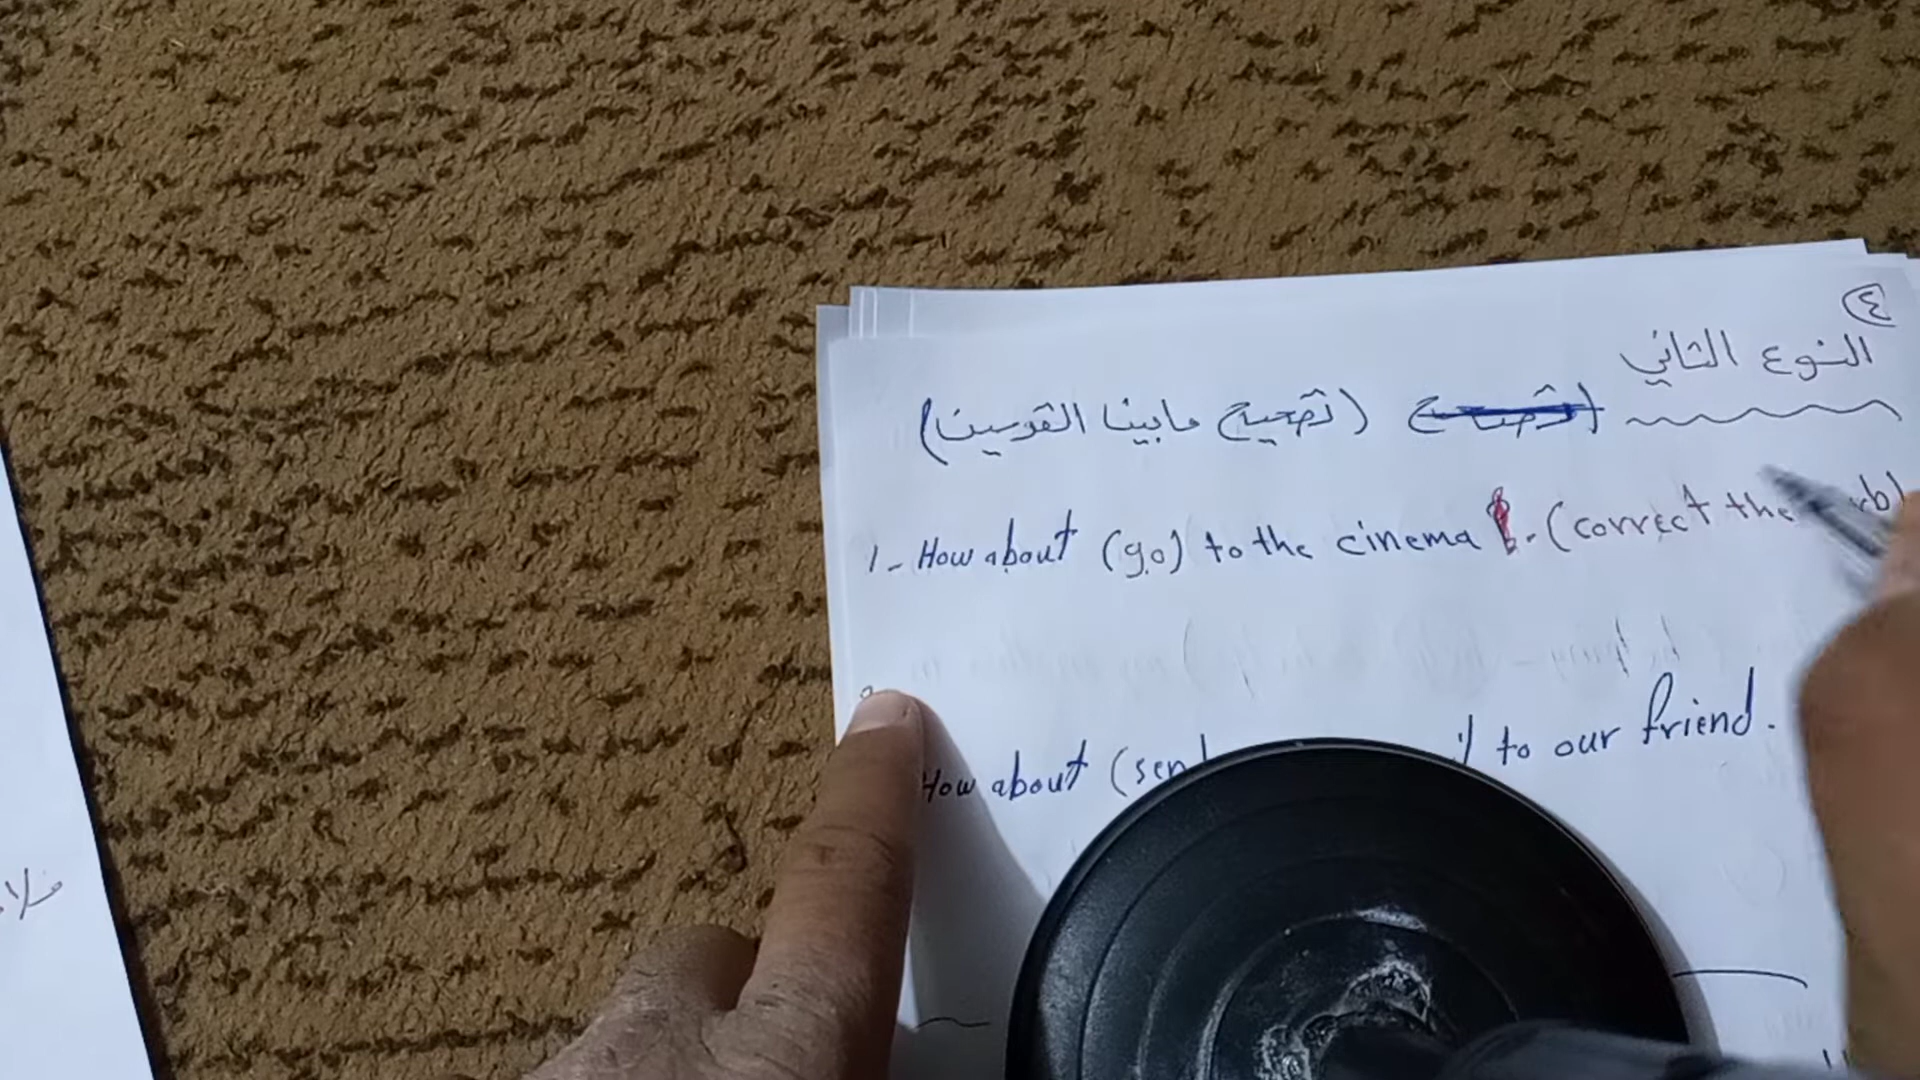 ٤
النوع الثاني
(تصحيح مابينا القوسين)
1- How about (go) to the cinema ?. (correct the
How about (sen to our friend.